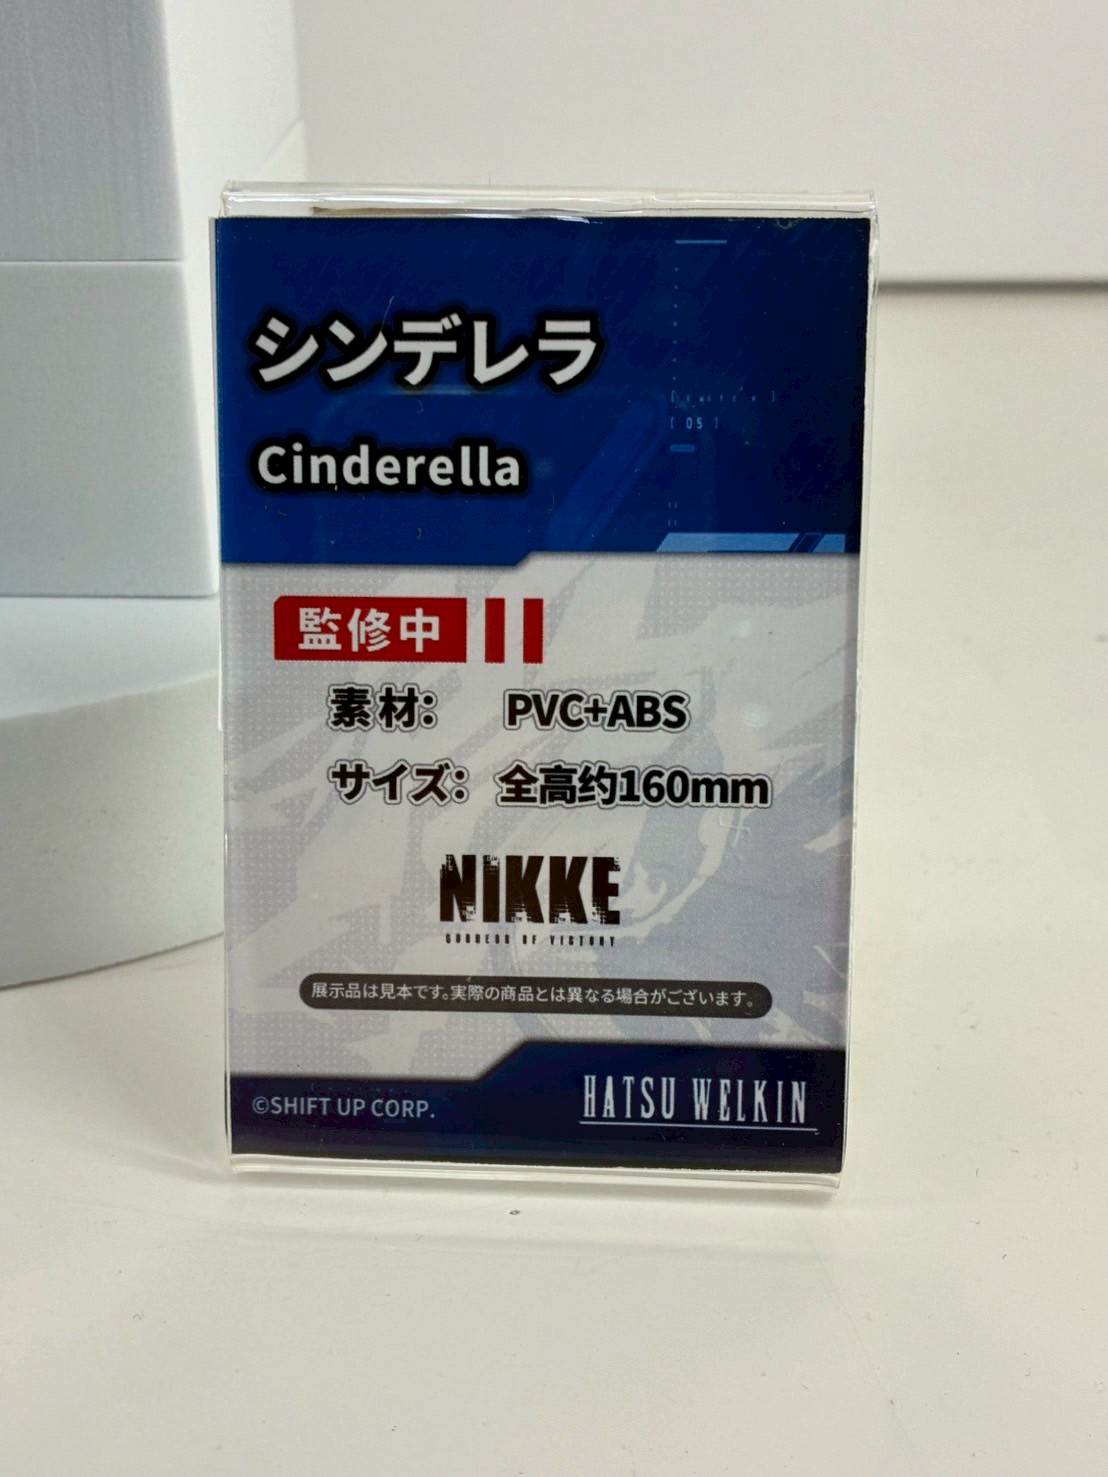 シンデレラ
Cinderella
[ 05 ]
監修中
素材： PVC+ABS
サイズ： 全高约160mm
NIKKE
GODDESS OF VICTORY
展示品は見本です。実際の商品とは異なる場合がございます。
©SHIFT UP CORP.
HATSU WELKIN